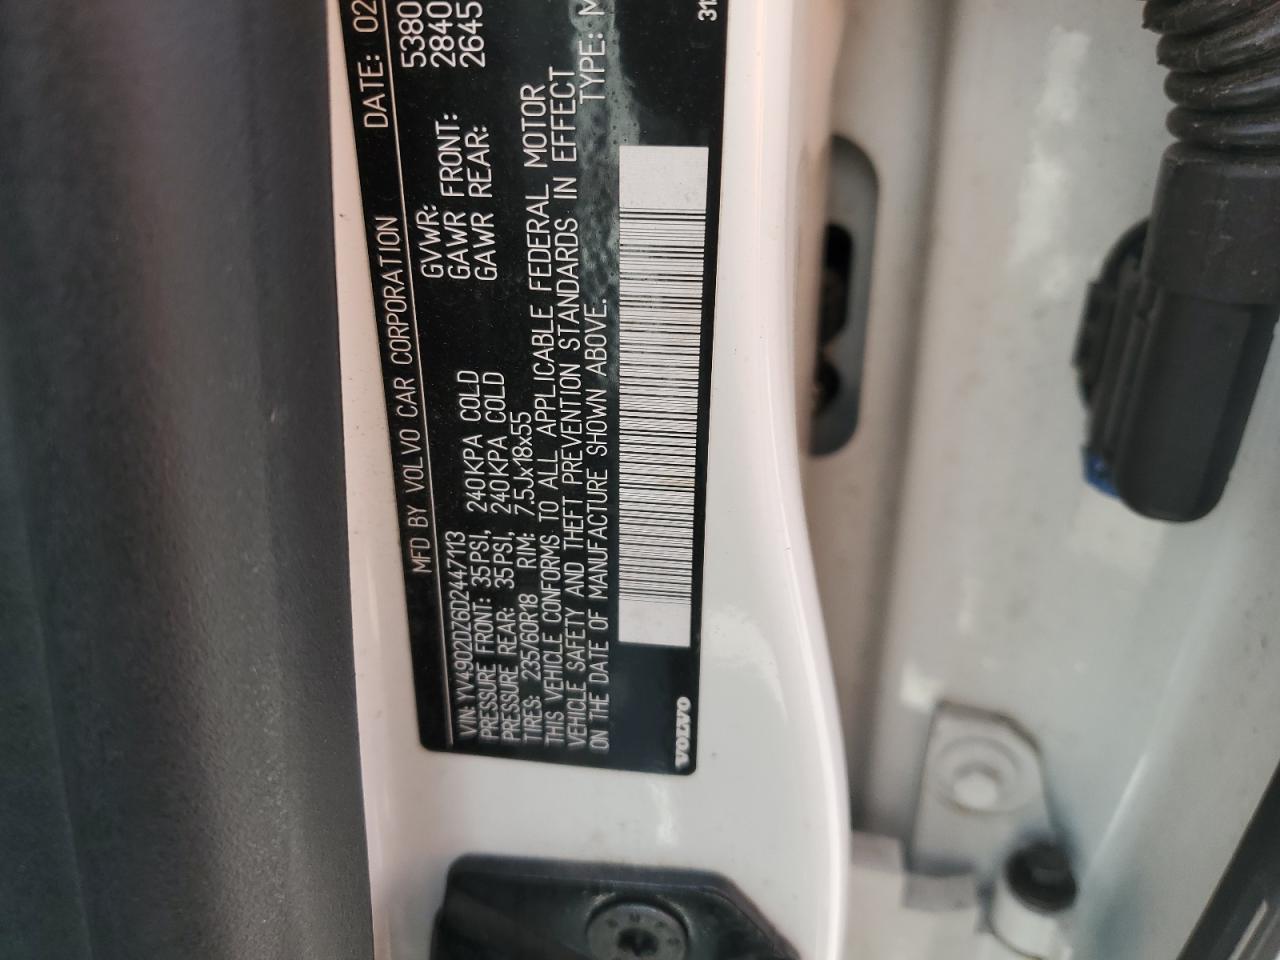 MFD BY VOLVO CAR CORPORATION DATE: 02
GVWR: 5380
GAWR FRONT: 2840
GAWR REAR: 2645
VIN: YV4902DZ6D2447113
PRESSURE FRONT: 35PSI, 240KPA COLD
PRESSURE REAR: 35PSI, 240KPA COLD
TIRES: 235/60R18 RIM: 7.5Jx18x55
THIS VEHICLE CONFORMS TO ALL APPLICABLE FEDERAL MOTOR
VEHICLE SAFETY AND THEFT PREVENTION STANDARDS IN EFFECT
ON THE DATE OF MANUFACTURE SHOWN ABOVE. TYPE: M
VOLVO